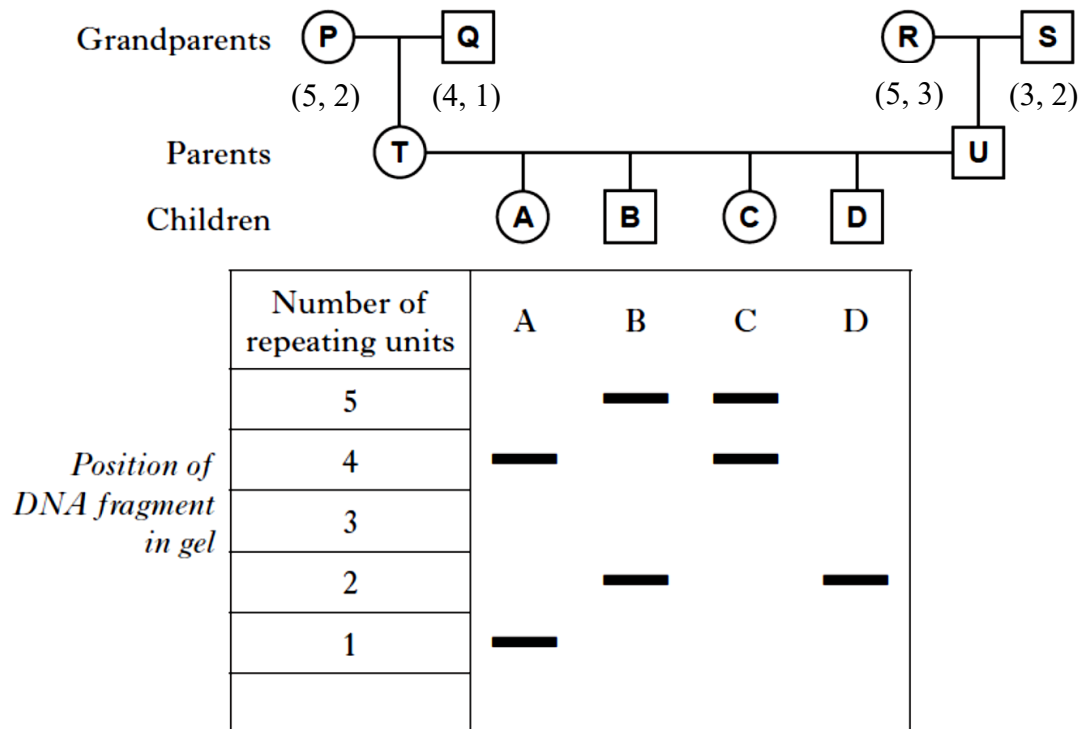 Grandparents P Q R S
(5, 2) (4, 1) (5, 3) (3, 2)
Parents T U
Children A B C D
Number of
repeating units A B C D
5
4
3
2
1
Position of
DNA fragment
in gel